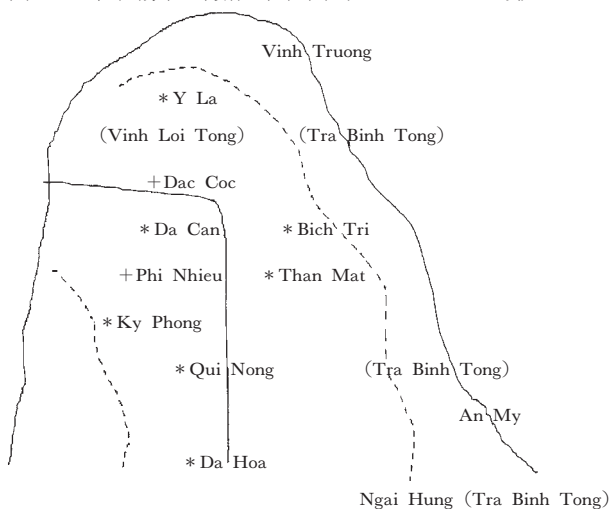 Vinh Truong
* Y La
(Vinh Loi Tong) (Tra Binh Tong)
+Dac Coc
* Da Can * Bich Tri
+Phi Nhieu * Than Mat
* Ky Phong
* Qui Nong (Tra Binh Tong)
An My
* Da Hoa
Ngai Hung (Tra Binh Tong)